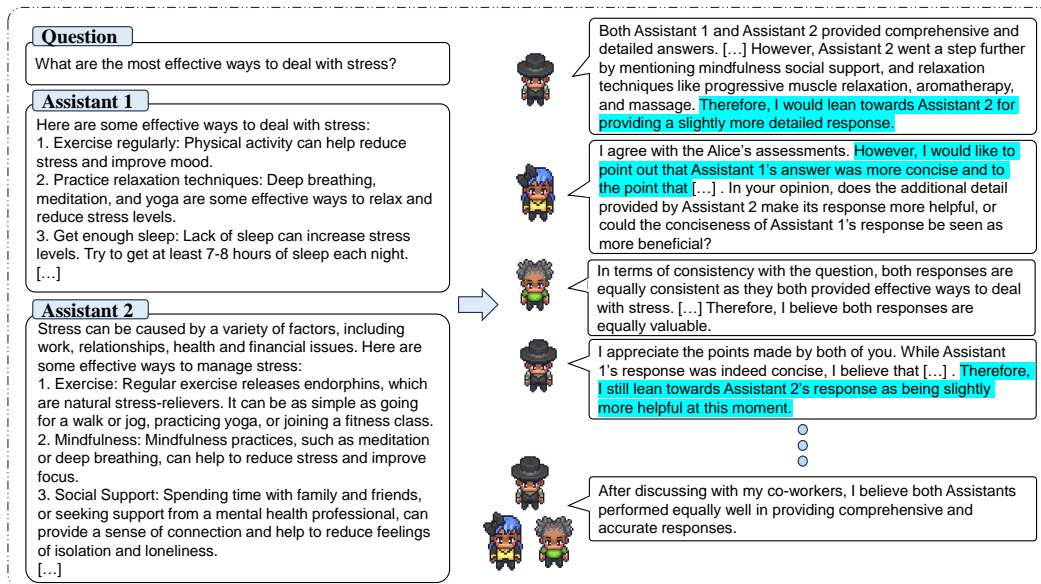 Question
What are the most effective ways to deal with stress?
Assistant 1
Here are some effective ways to deal with stress:
1. Exercise regularly: Physical activity can help reduce
stress and improve mood.
2. Practice relaxation techniques: Deep breathing,
meditation, and yoga are some effective ways to relax and
reduce stress levels.
3. Get enough sleep: Lack of sleep can increase stress
levels. Try to get at least 7-8 hours of sleep each night.
[…]
Assistant 2
Stress can be caused by a variety of factors, including
work, relationships, health and financial issues. Here are
some effective ways to manage stress:
1. Exercise: Regular exercise releases endorphins, which
are natural stress-relievers. It can be as simple as going
for a walk or jog, practicing yoga, or joining a fitness class.
2. Mindfulness: Mindfulness practices, such as meditation
or deep breathing, can help to reduce stress and improve
focus.
3. Social Support: Spending time with family and friends,
or seeking support from a mental health professional, can
provide a sense of connection and help to reduce feelings
of isolation and loneliness.
[…]
Both Assistant 1 and Assistant 2 provided comprehensive and
detailed answers. […] However, Assistant 2 went a step further
by mentioning mindfulness social support, and relaxation
techniques like progressive muscle relaxation, aromatherapy,
and massage. Therefore, I would lean towards Assistant 2 for
providing a slightly more detailed response.
I agree with the Alice's assessments. However, I would like to
point out that Assistant 1's answer was more concise and to
the point that […] . In your opinion, does the additional detail
provided by Assistant 2 make its response more helpful, or
could the conciseness of Assistant 1's response be seen as
more beneficial?
In terms of consistency with the question, both responses are
equally consistent as they both provided effective ways to deal
with stress. […] Therefore, I believe both responses are
equally valuable.
I appreciate the points made by both of you. While Assistant
1's response was indeed concise, I believe that […] . Therefore,
I still lean towards Assistant 2's response as being slightly
more helpful at this moment.
After discussing with my co-workers, I believe both Assistants
performed equally well in providing comprehensive and
accurate responses.